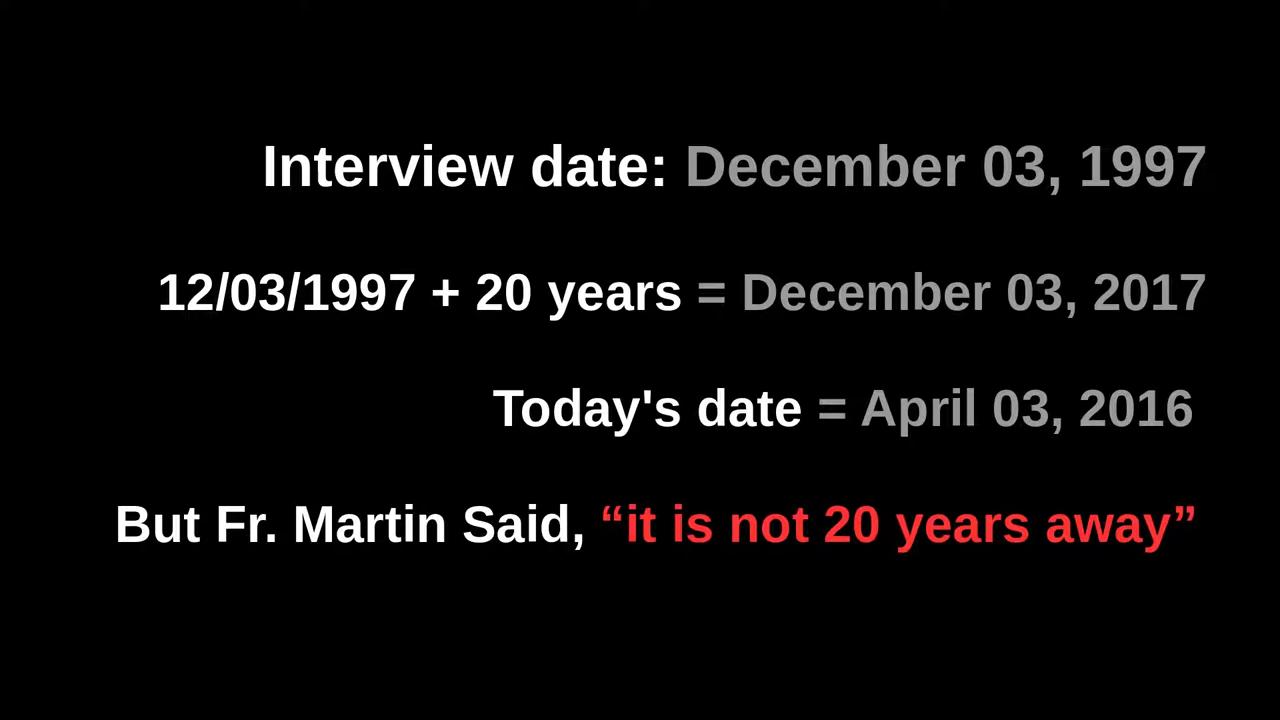 Interview date: December 03, 1997
12/03/1997 + 20 years = December 03, 2017
Today's date = April 03, 2016
But Fr. Martin Said, “it is not 20 years away”